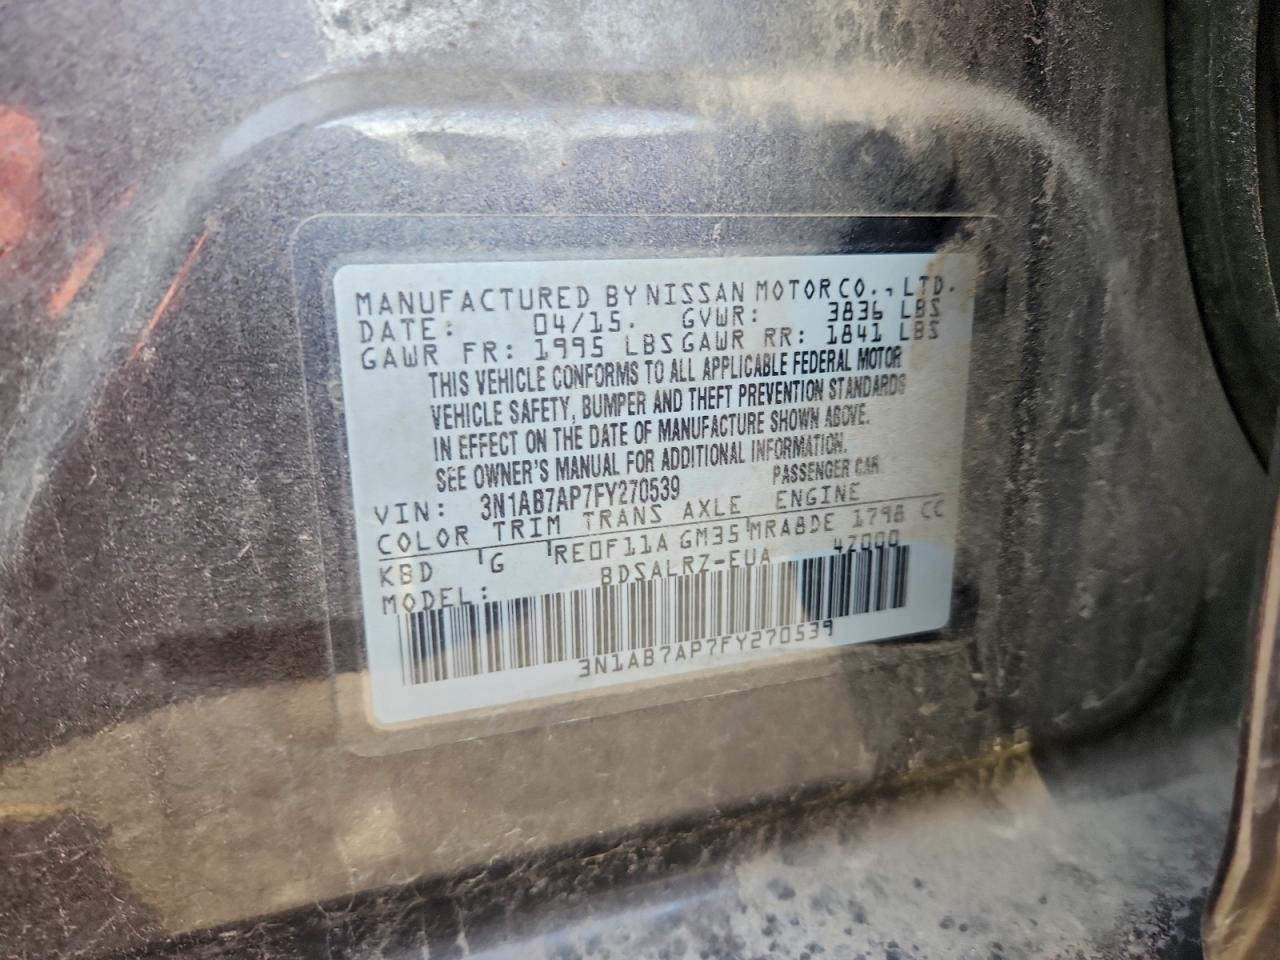 MANUFACTURED BY NISSAN MOTOR CO., LTD.
DATE: 04/15. GVWR: 3836 LBS
GAWR FR: 1995 LBS GAWR RR: 1841 LBS
THIS VEHICLE CONFORMS TO ALL APPLICABLE FEDERAL MOTOR
VEHICLE SAFETY, BUMPER AND THEFT PREVENTION STANDARDS
IN EFFECT ON THE DATE OF MANUFACTURE SHOWN ABOVE.
SEE OWNER'S MANUAL FOR ADDITIONAL INFORMATION.
VIN: 3N1AB7AP7FY270539 PASSENGER CAR
COLOR TRIM TRANS AXLE ENGINE
KBD G RE0F11A GM35 MRA8DE 1798 CC
MODEL: BDSALRZ-EUA 42000
3N1AB7AP7FY270539